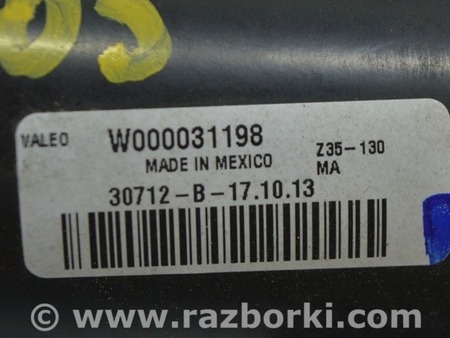 VALEO W000031198
MADE IN MEXICO Z35-130
MA
30712-B-17.10.13
© www.razborki.com